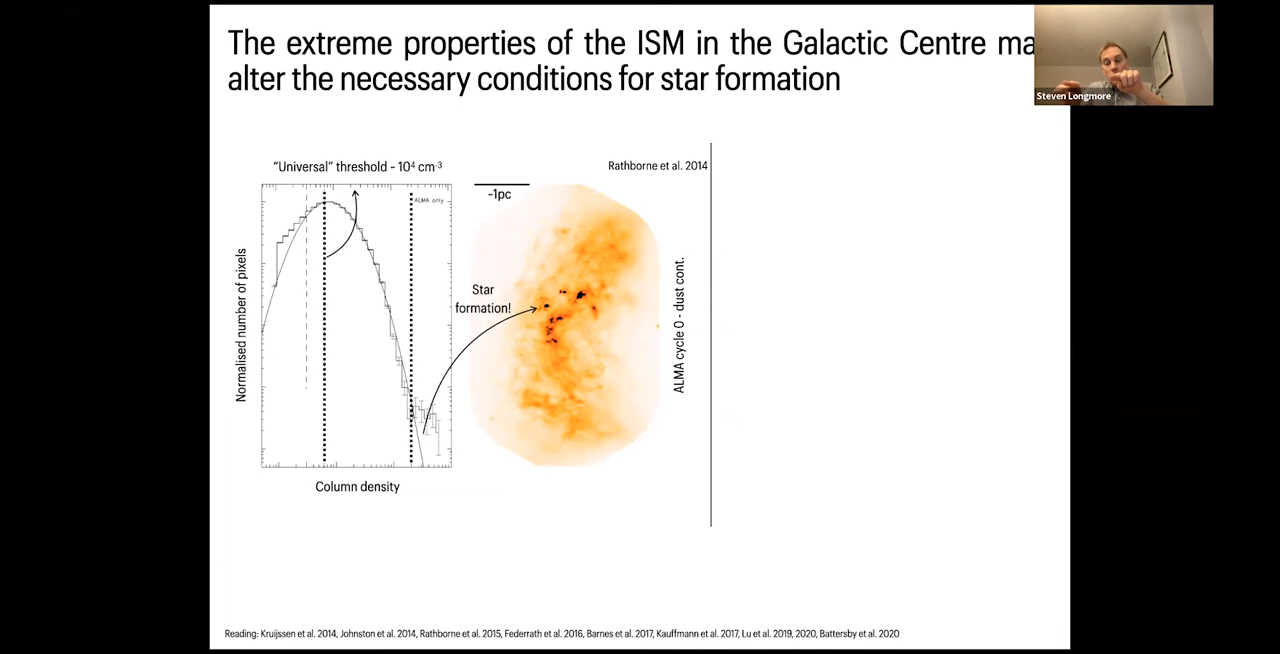 The extreme properties of the ISM in the Galactic Centre ma
alter the necessary conditions for star formation
Steven Longmore
"Universal" threshold ~ 10⁴ cm⁻³
Rathborne et al. 2014
~1pc
ALMA only
Normalised number of pixels
Star
formation!
ALMA cycle 0 - dust cont.
Column density
Reading: Kruijssen et al. 2014, Johnston et al. 2014, Rathborne et al. 2015, Federrath et al. 2016, Barnes et al. 2017, Kauffmann et al. 2017, Lu et al. 2019, 2020, Battersby et al. 2020